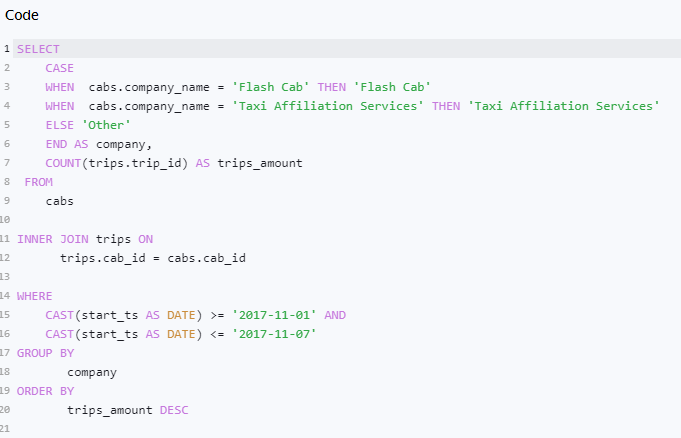 Code
1 SELECT
2     CASE
3     WHEN  cabs.company_name = 'Flash Cab' THEN 'Flash Cab'
4     WHEN  cabs.company_name = 'Taxi Affiliation Services' THEN 'Taxi Affiliation Services'
5     ELSE 'Other'
6     END AS company,
7     COUNT(trips.trip_id) AS trips_amount
8  FROM
9     cabs
10
11 INNER JOIN trips ON
12       trips.cab_id = cabs.cab_id
13
14 WHERE
15     CAST(start_ts AS DATE) >= '2017-11-01' AND
16     CAST(start_ts AS DATE) <= '2017-11-07'
17 GROUP BY
18        company
19 ORDER BY
20        trips_amount DESC
21